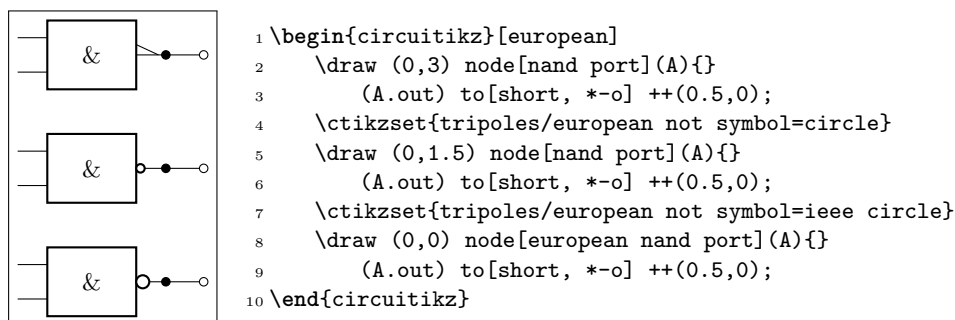 &
&
&
1 \begin{circuitikz}[european]
2     \draw (0,3) node[nand port](A){}
3         (A.out) to[short, *-o] ++(0.5,0);
4     \ctikzset{tripoles/european not symbol=circle}
5     \draw (0,1.5) node[nand port](A){}
6         (A.out) to[short, *-o] ++(0.5,0);
7     \ctikzset{tripoles/european not symbol=ieee circle}
8     \draw (0,0) node[european nand port](A){}
9         (A.out) to[short, *-o] ++(0.5,0);
10 \end{circuitikz}